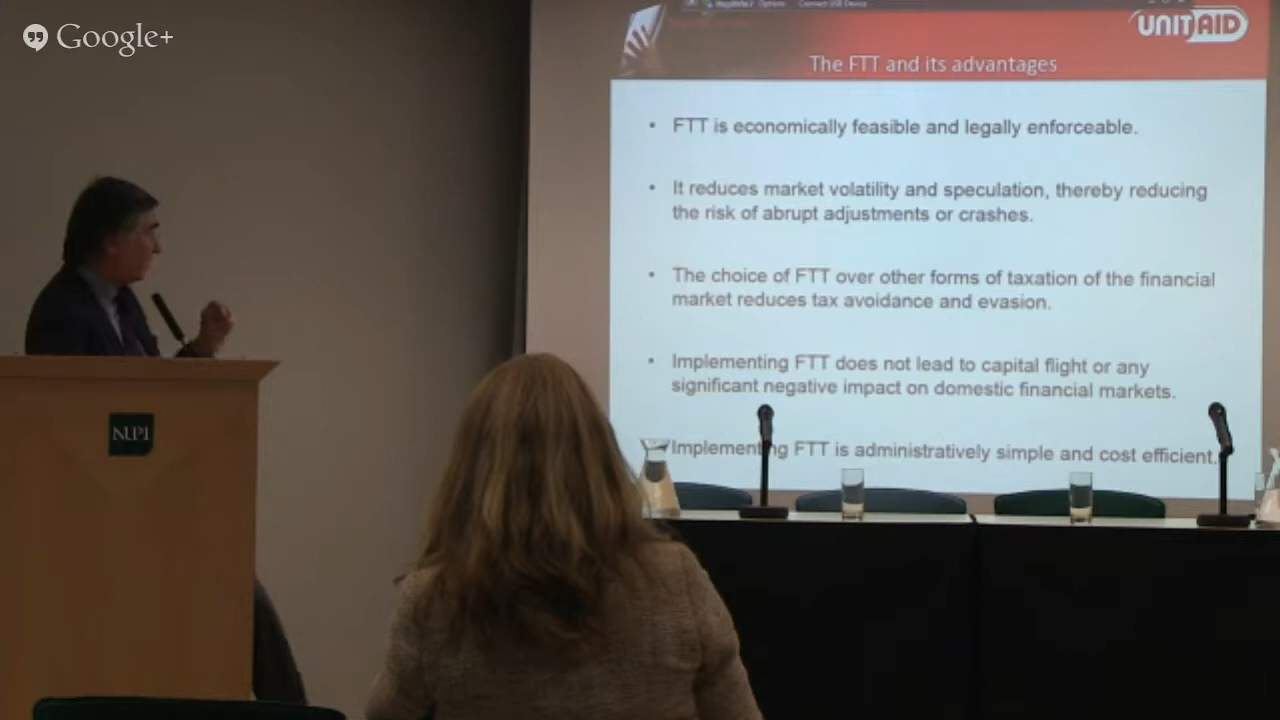 Google+
UNITAID
The FTT and its advantages
• FTT is economically feasible and legally enforceable.
• It reduces market volatility and speculation, thereby reducing
the risk of abrupt adjustments or crashes.
• The choice of FTT over other forms of taxation of the financial
market reduces tax avoidance and evasion.
• Implementing FTT does not lead to capital flight or any
significant negative impact on domestic financial markets.
Implementing FTT is administratively simple and cost efficient.
NUPI